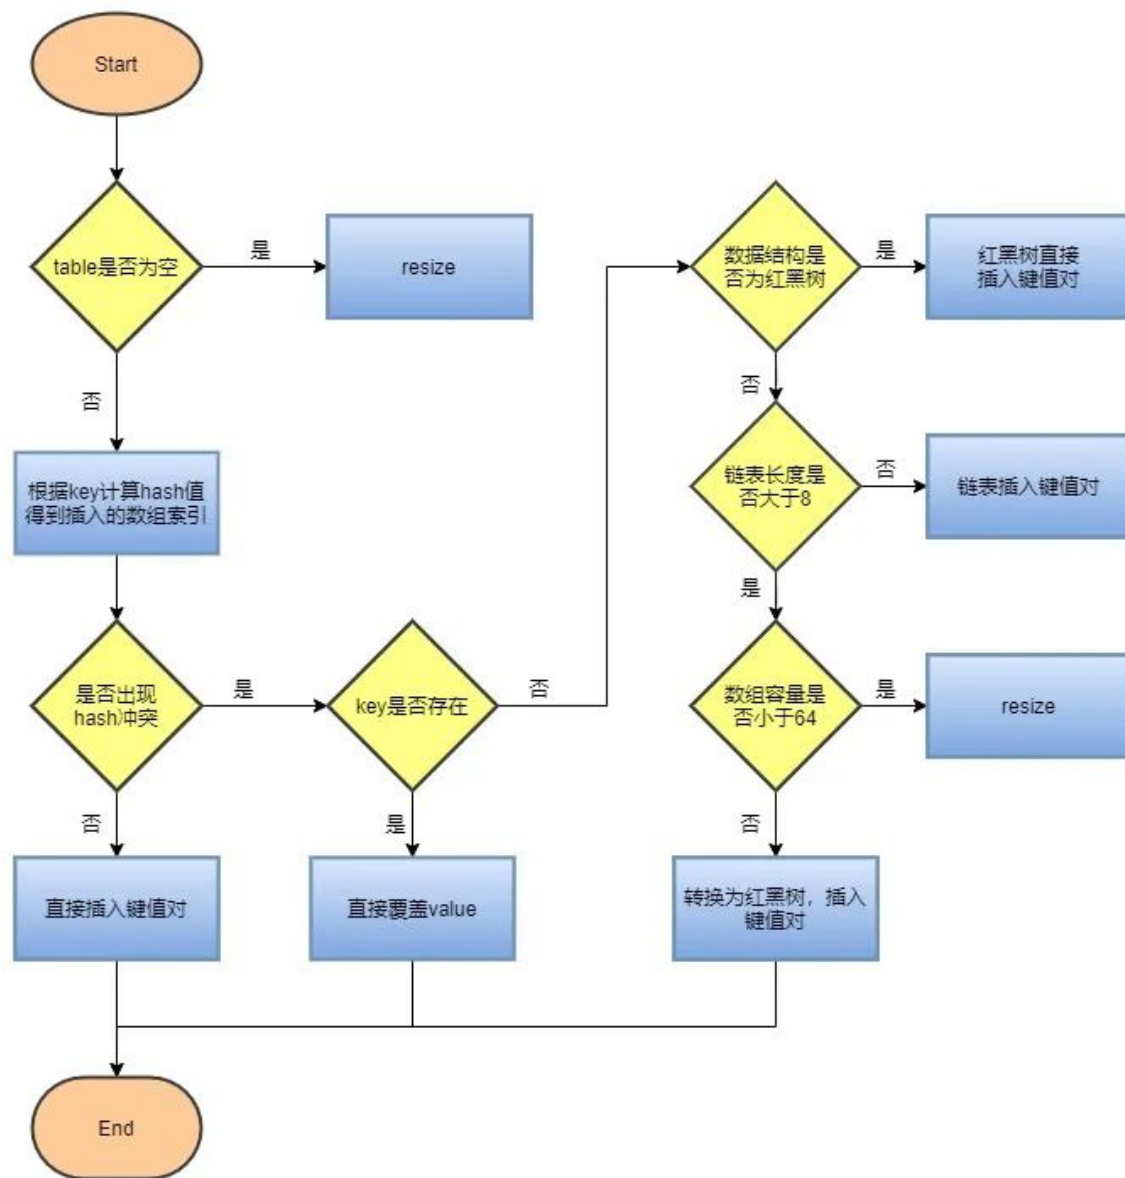 Start
table是否为空
是
resize
否
根据key计算hash值
得到插入的数组索引
是否出现
hash冲突
是
key是否存在
否
否
直接插入键值对
是
直接覆盖value
数据结构是
否为红黑树
是
红黑树直接
插入键值对
否
链表长度是
否大于8
否
链表插入键值对
是
数组容量是
否小于64
是
resize
否
转换为红黑树，插入
键值对
End